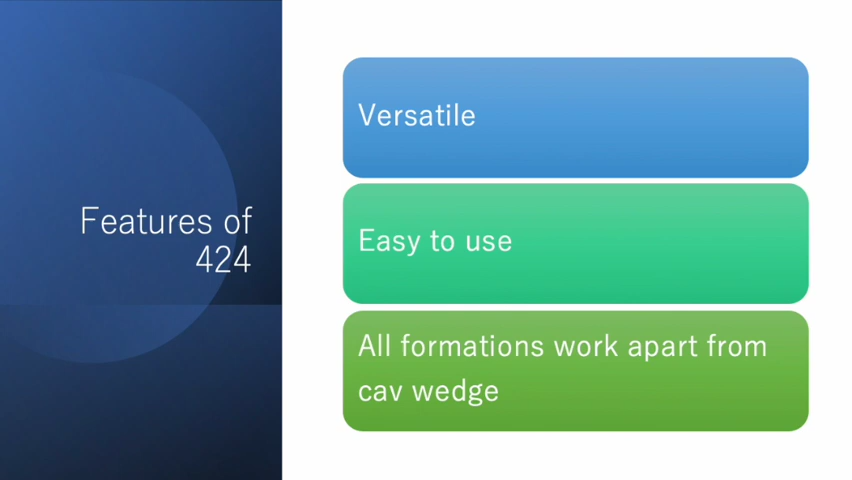 Features of
424
Versatile
Easy to use
All formations work apart from
cav wedge